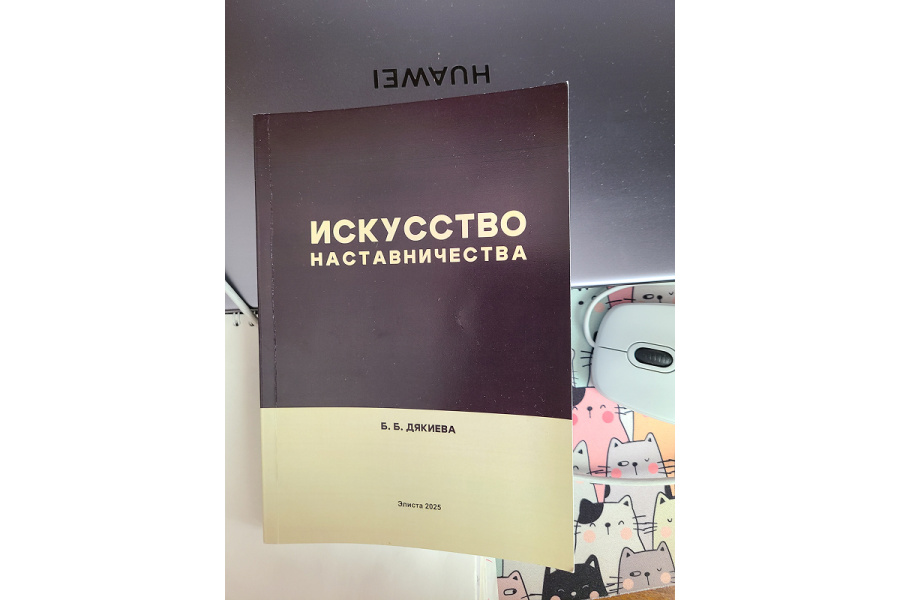 HUAWEI
ИСКУССТВО
НАСТАВНИЧЕСТВА
Б. Б. ДЯКИЕВА
Элиста 2025